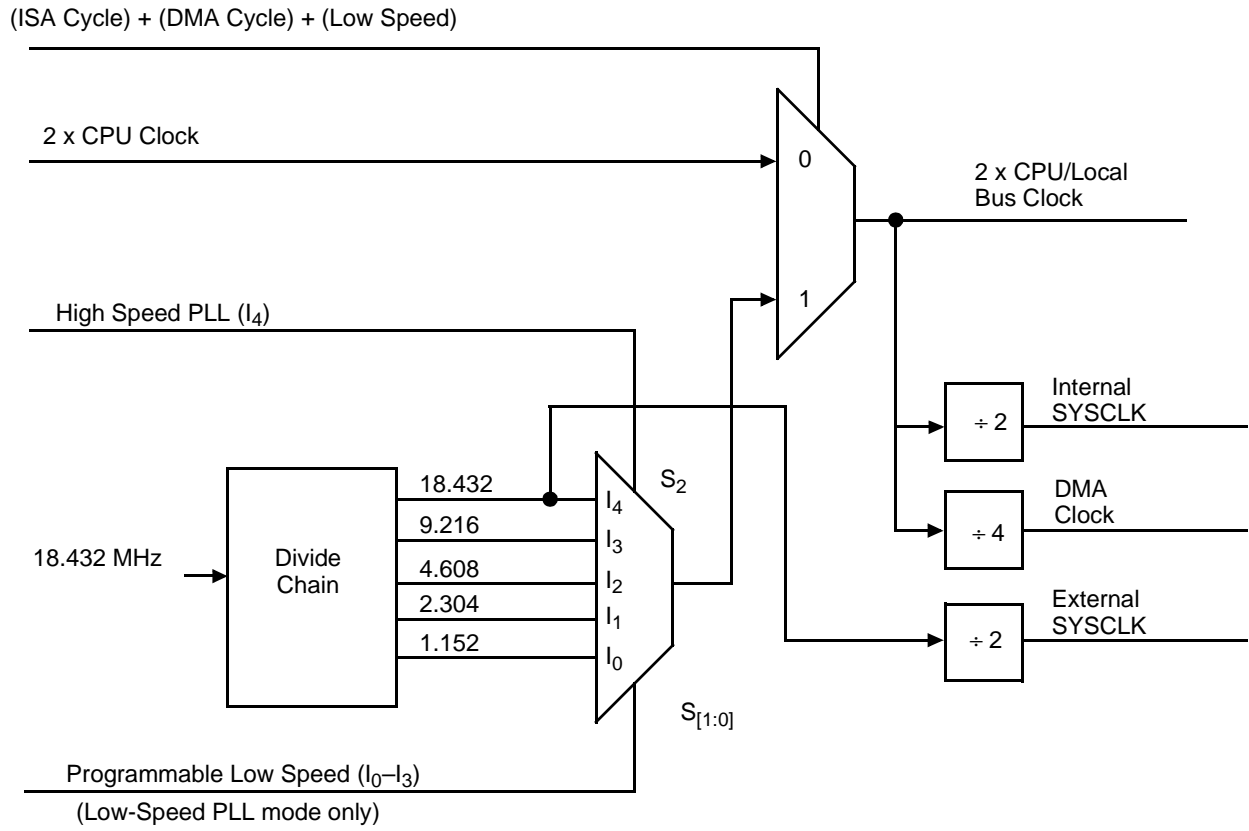 (ISA Cycle) + (DMA Cycle) + (Low Speed)
2 x CPU Clock
0
2 x CPU/Local
Bus Clock
1
High Speed PLL (I4)
Internal
SYSCLK
÷ 2
S2
18.432
I4
DMA
Clock
÷ 4
9.216
I3
18.432 MHz
Divide
Chain
4.608
I2
2.304
I1
External
SYSCLK
÷ 2
1.152
I0
S[1:0]
Programmable Low Speed (I0–I3)
(Low-Speed PLL mode only)